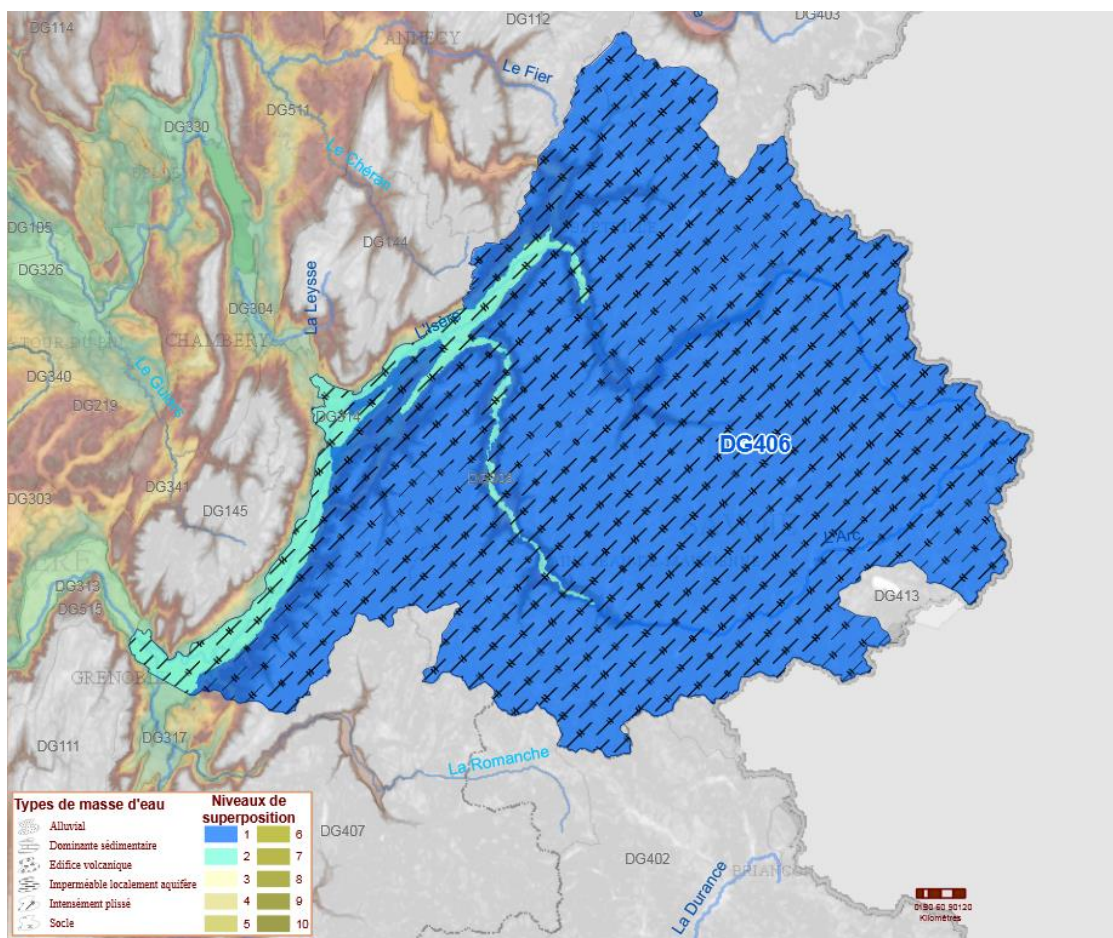 DG114
DG112
DG403
ANNECY
Le Fier
DG511
DG330
Le Chéran
DG105
DG326
DG144
La Leysse
DG304
CHAMBERY
L'Isère
DG340
Le Guiers
DG219
DG314
DG406
DG303
DG341
DG145
L'Arc
DG413
DG313
DG515
GRENOBLE
DG111
DG317
La Romanche
DG407
DG402
BRIANCON
La Durance
Types de masse d'eau
Alluvial
Dominante sédimentaire
Edifice volcanique
Imperméable localement aquifère
Intensément plissé
Socle
Niveaux de
superposition
1
2
3
4
5
6
7
8
9
10
Kilomètres